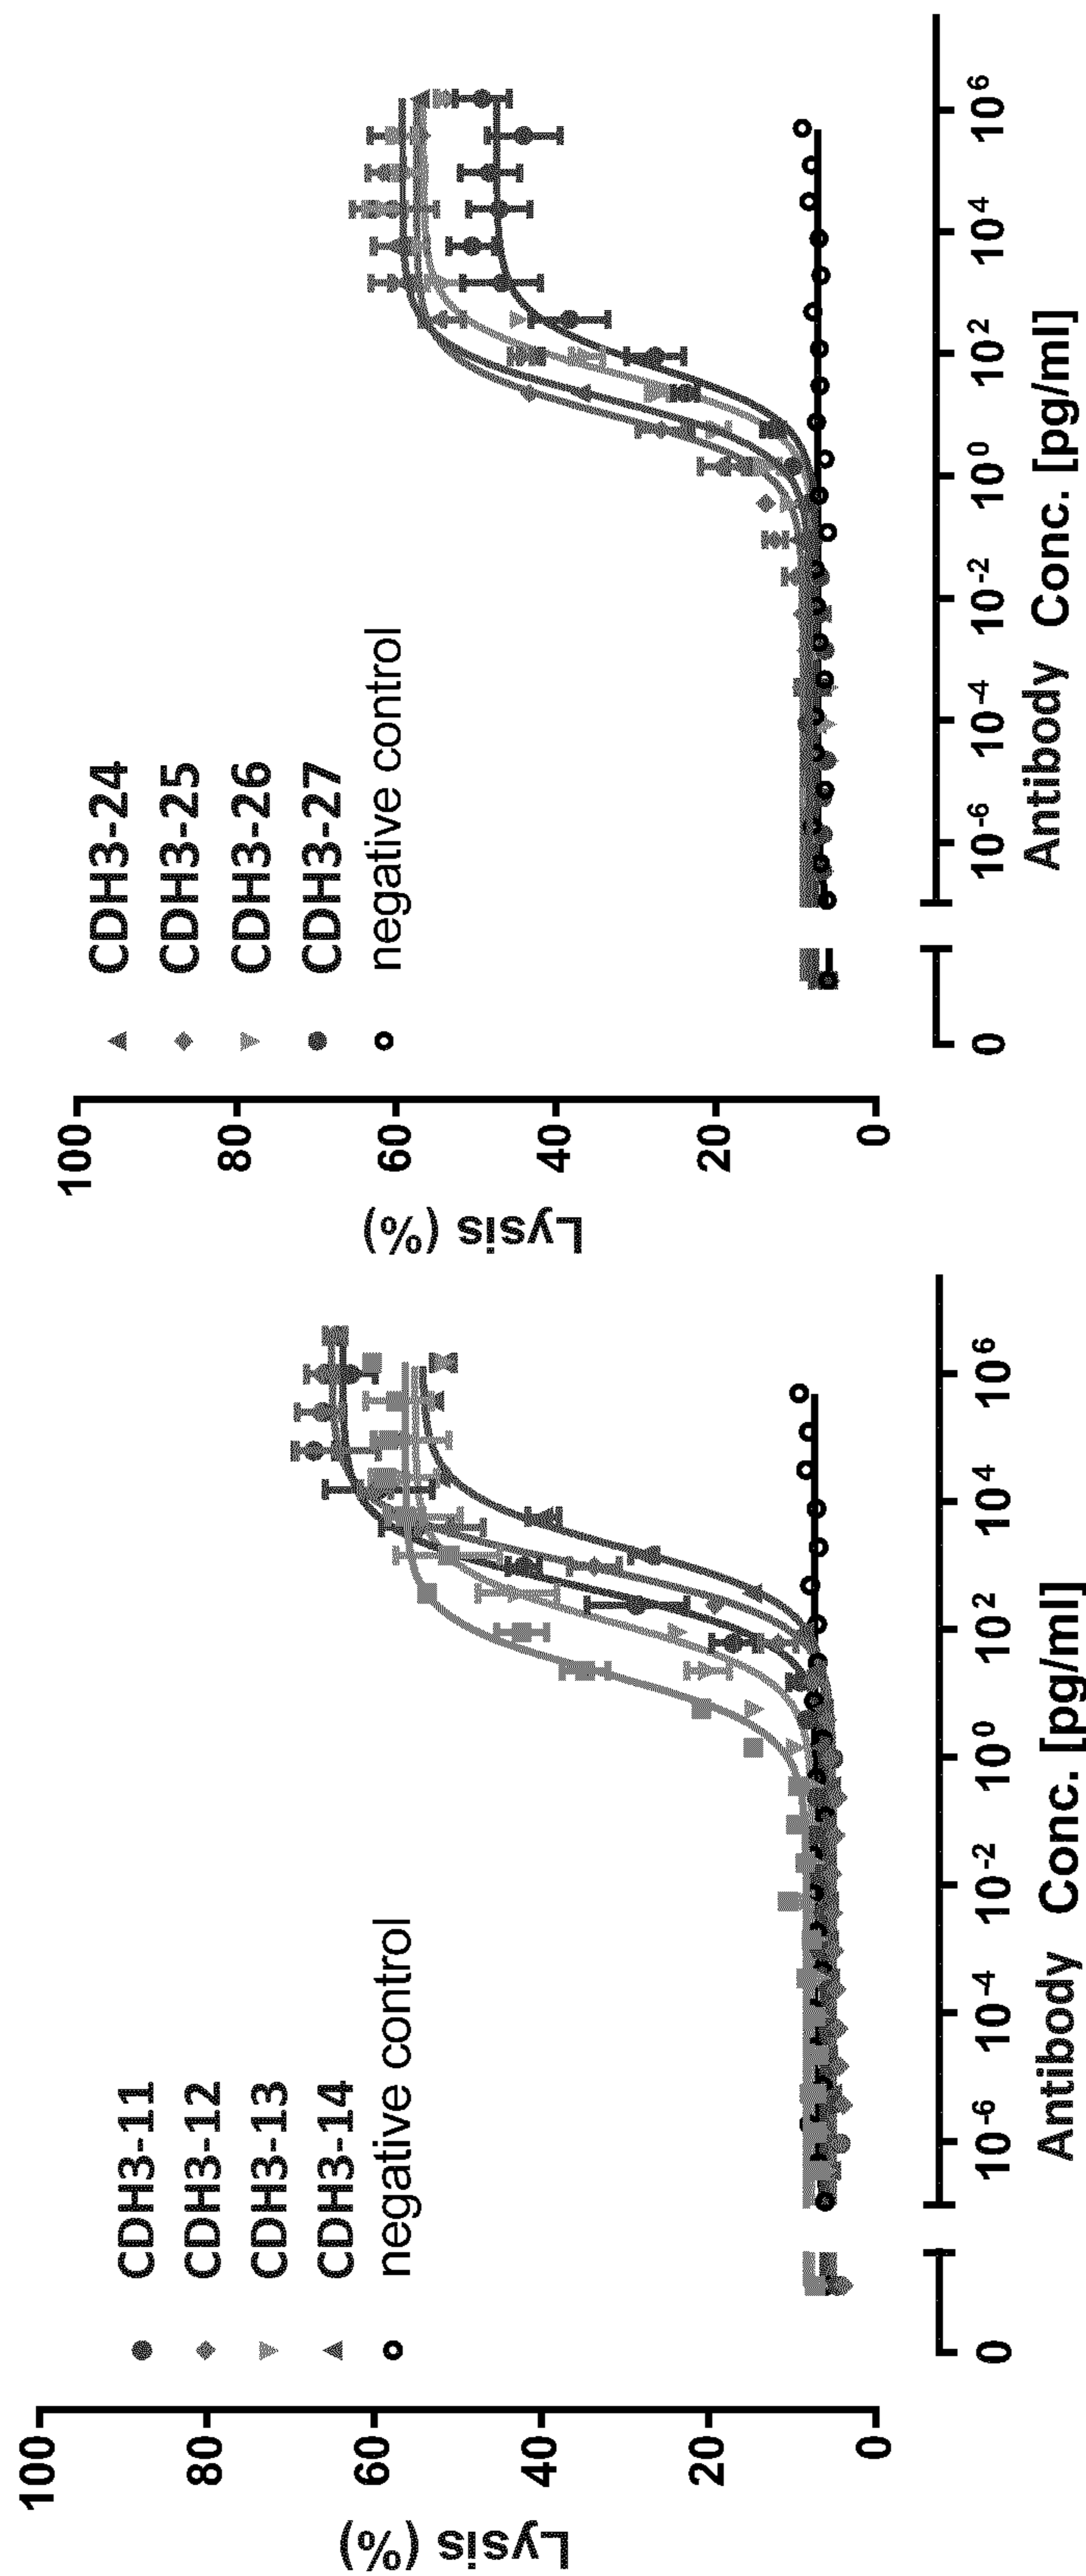 Lysis (%)
100
80
60
40
20
0
CDH3-11
CDH3-12
CDH3-13
CDH3-14
negative control
0
10-6
10-4
10-2
100
102
104
106
Antibody Conc. [pg/ml]
Lysis (%)
100
80
60
40
20
0
CDH3-24
CDH3-25
CDH3-26
CDH3-27
negative control
0
10-6
10-4
10-2
100
102
104
106
Antibody Conc. [pg/ml]